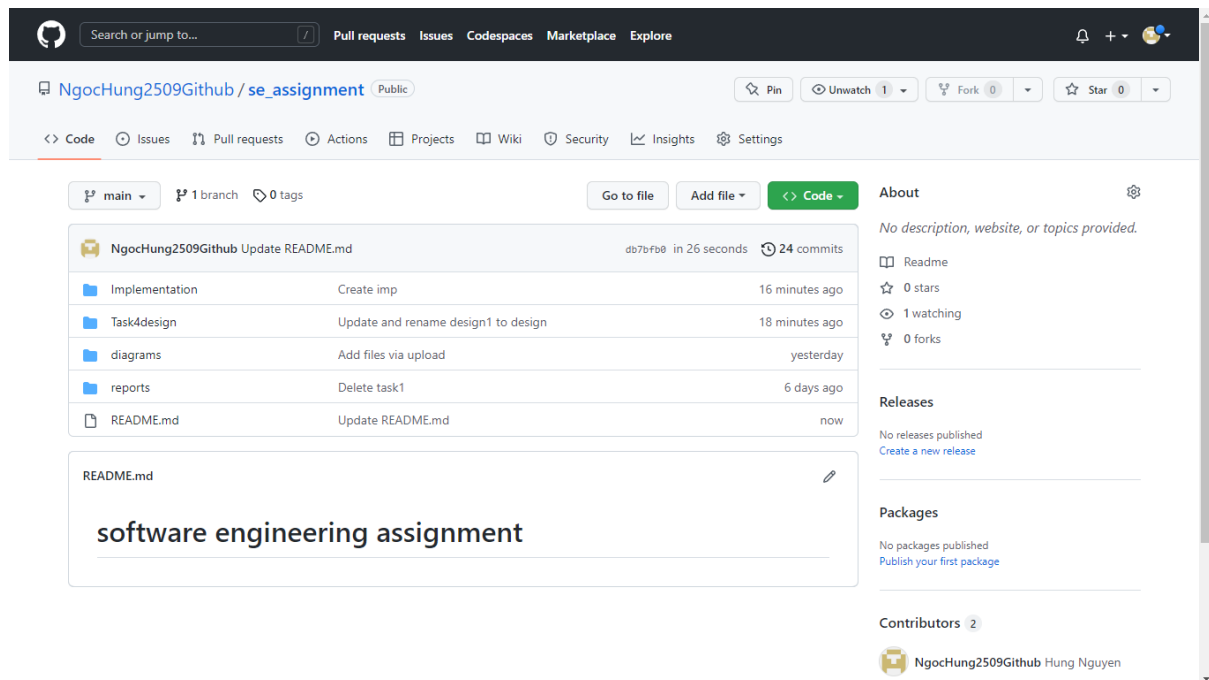 Search or jump to... / Pull requests Issues Codespaces Marketplace Explore
NgocHung2509Github / se_assignment Public Pin Unwatch 1 Fork 0 Star 0
Code Issues Pull requests Actions Projects Wiki Security Insights Settings
main 1 branch 0 tags Go to file Add file Code
NgocHung2509Github Update README.md db7bfb0 in 26 seconds 24 commits
Implementation Create imp 16 minutes ago
Task4design Update and rename design1 to design 18 minutes ago
diagrams Add files via upload yesterday
reports Delete task1 6 days ago
README.md Update README.md now
README.md
software engineering assignment
About
No description, website, or topics provided.
Readme
0 stars
1 watching
0 forks
Releases
No releases published
Create a new release
Packages
No packages published
Publish your first package
Contributors 2
NgocHung2509Github Hung Nguyen